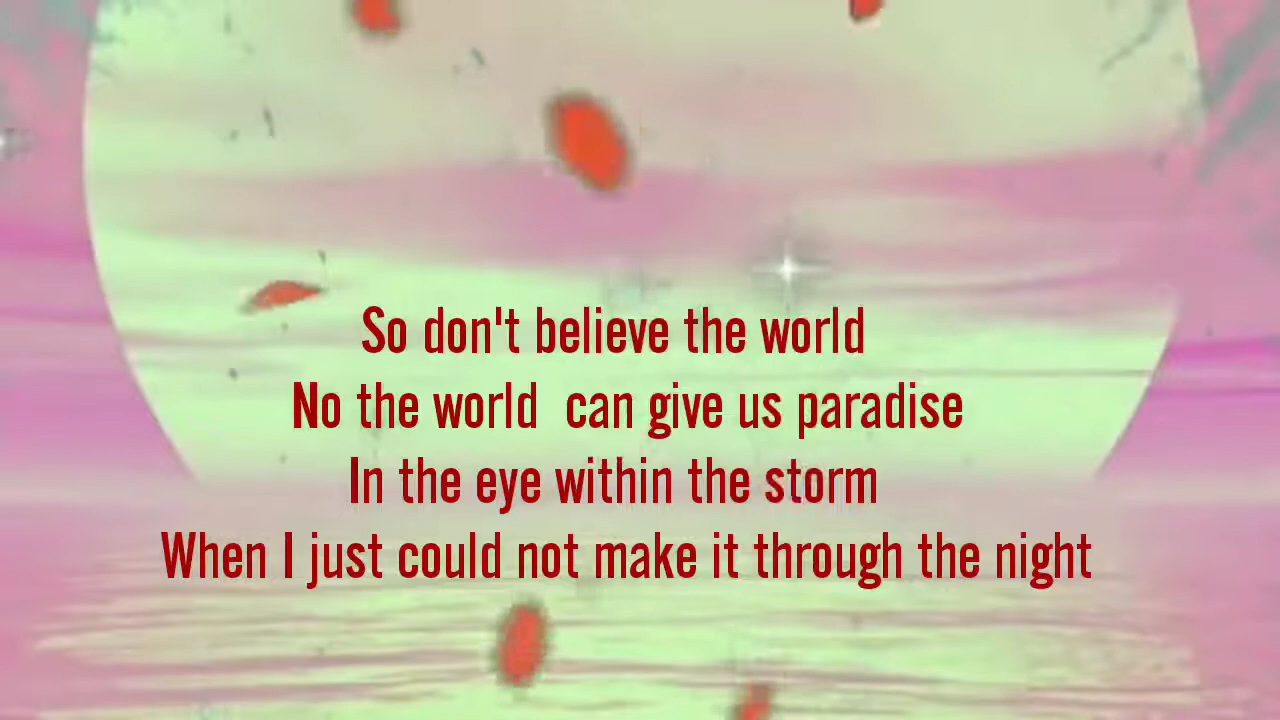 So don't believe the world
No the world  can give us paradise
In the eye within the storm
When I just could not make it through the night